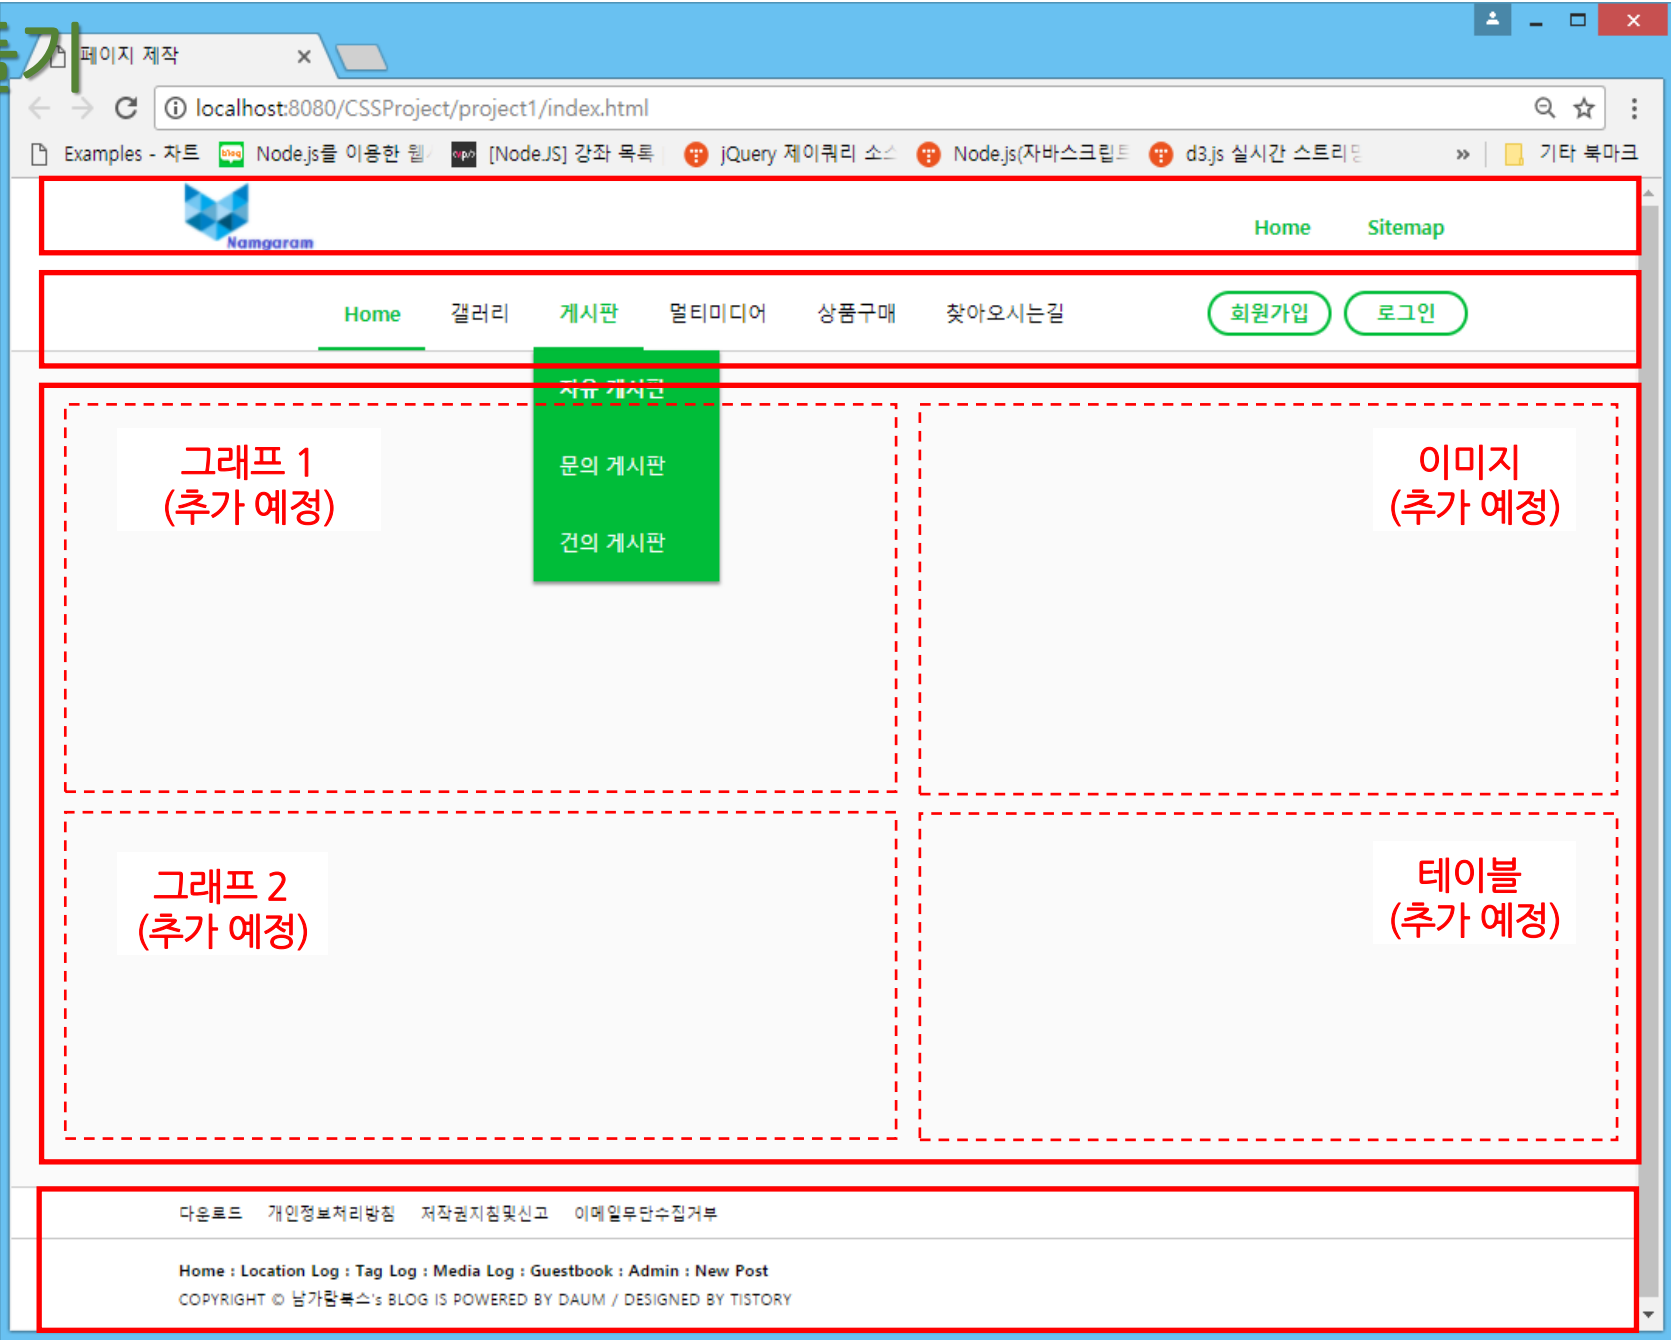 페이지 제작
localhost:8080/CSSProject/project1/index.html
Examples - 차트 Node.js를 이용한 웹 [Node.JS] 강좌 목록 jQuery 제이쿼리 소스 Node.js(자바스크립트 d3.js 실시간 스트리밍 » 기타 북마크
Namgaram
Home Sitemap
Home 갤러리 게시판 멀티미디어 상품구매 찾아오시는길 회원가입 로그인
자유 게시판
문의 게시판
건의 게시판
그래프 1
(추가 예정)
이미지
(추가 예정)
그래프 2
(추가 예정)
테이블
(추가 예정)
다운로드 개인정보처리방침 저작권지침및신고 이메일무단수집거부
Home : Location Log : Tag Log : Media Log : Guestbook : Admin : New Post
COPYRIGHT © 남가람북스's BLOG IS POWERED BY DAUM / DESIGNED BY TISTORY